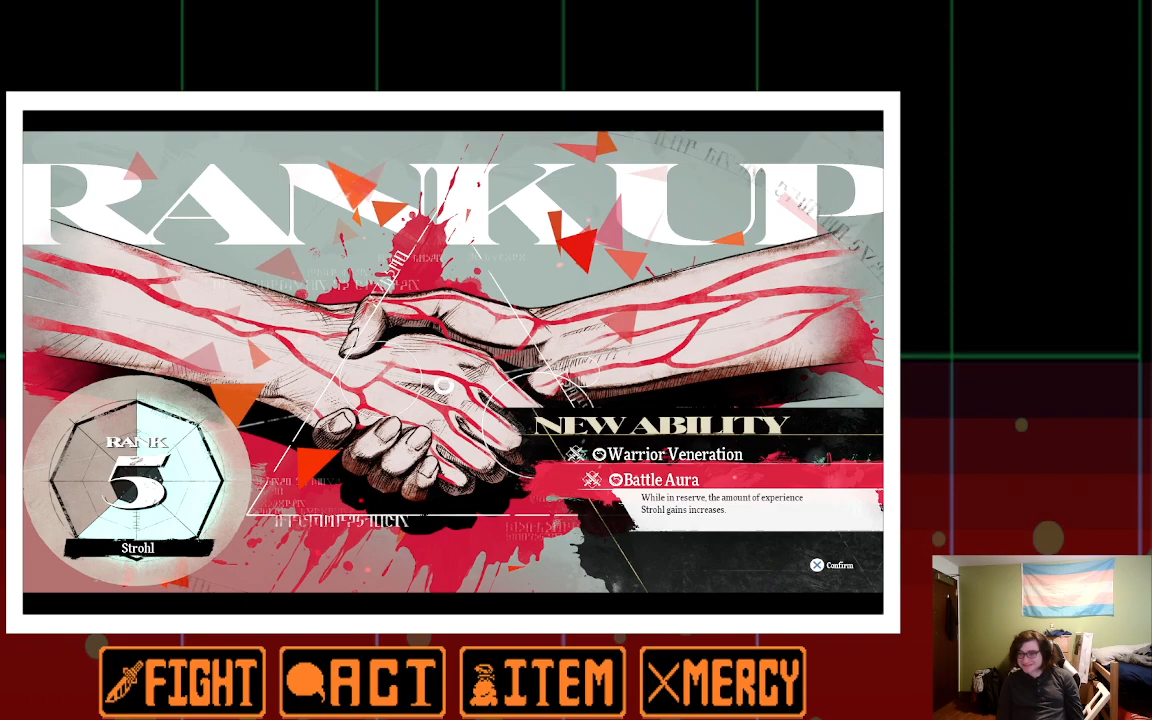 RANK UP
RANK
5
Strohl
NEW ABILITY
Warrior Veneration
Battle Aura
While in reserve, the amount of experience
Strohl gains increases.
Confirm
FIGHT
ACT
ITEM
MERCY